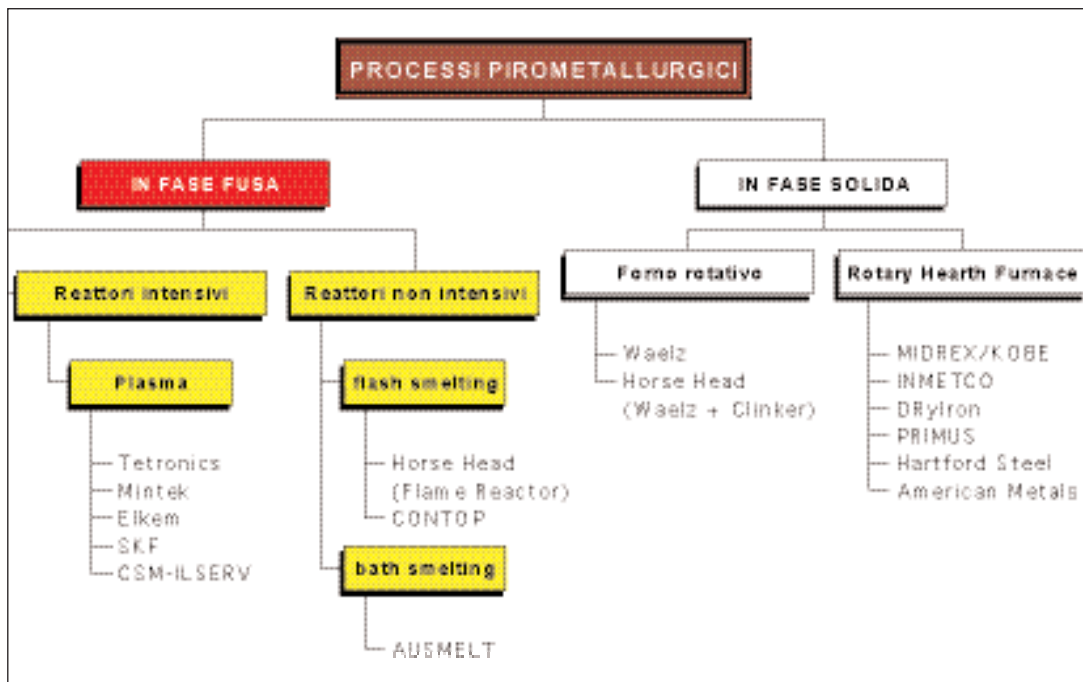 PROCESSI PIROMETALLURGICI
IN FASE FUSA
IN FASE SOLIDA
Reattori intensivi
Reattori non intensivi
Forno rotativo
Rotary Hearth Furnace
Plasma
flash smelting
Waelz
Horse Head
(Waelz + Clinker)
MIDREX/KOBE
INMETCO
DRyIron
PRIMUS
Hartford Steel
American Metals
Tetronics
Mintek
Elkem
SKF
CSM-ILSERV
Horse Head
(Flame Reactor)
CONTOP
bath smelting
AUSMELT